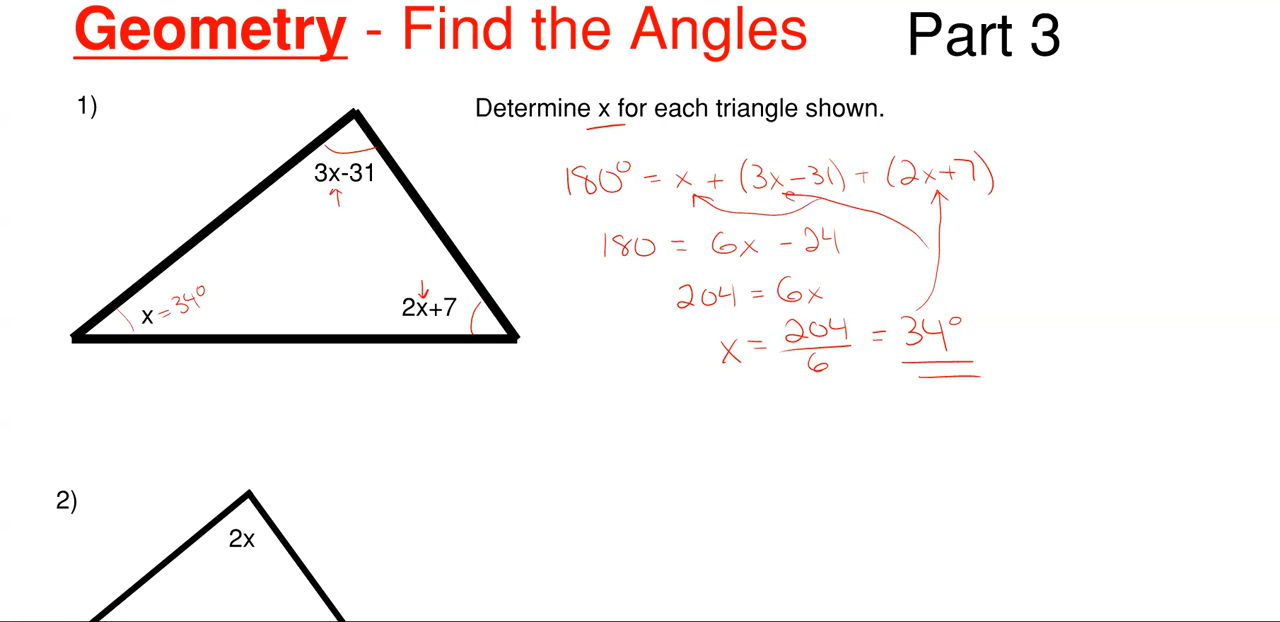 Geometry - Find the Angles
Part 3
1)
Determine x for each triangle shown.
3x-31
x = 34°
2x+7
180° = x + (3x-31) + (2x+7)
180 = 6x - 24
204 = 6x
x = 204/6 = 34°
2)
2x